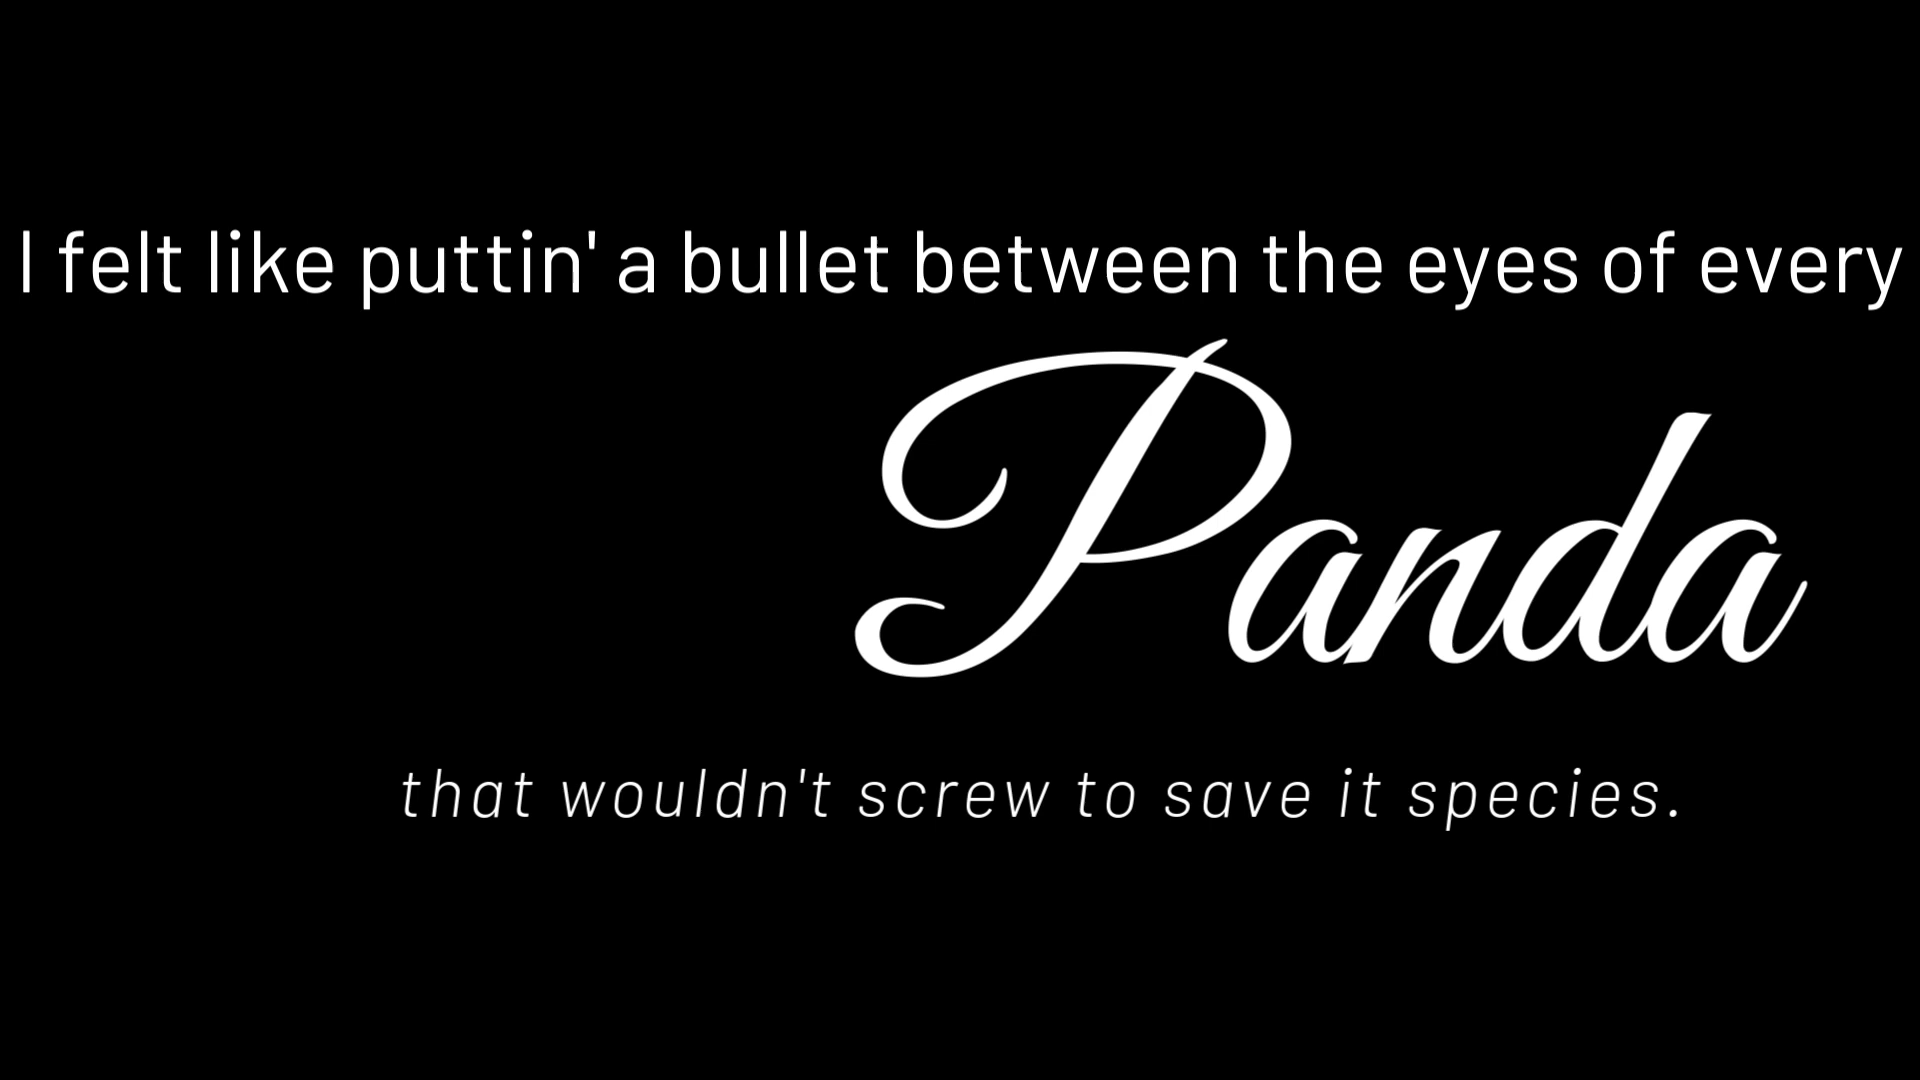 I felt like puttin' a bullet between the eyes of every
Panda
that wouldn't screw to save it species.